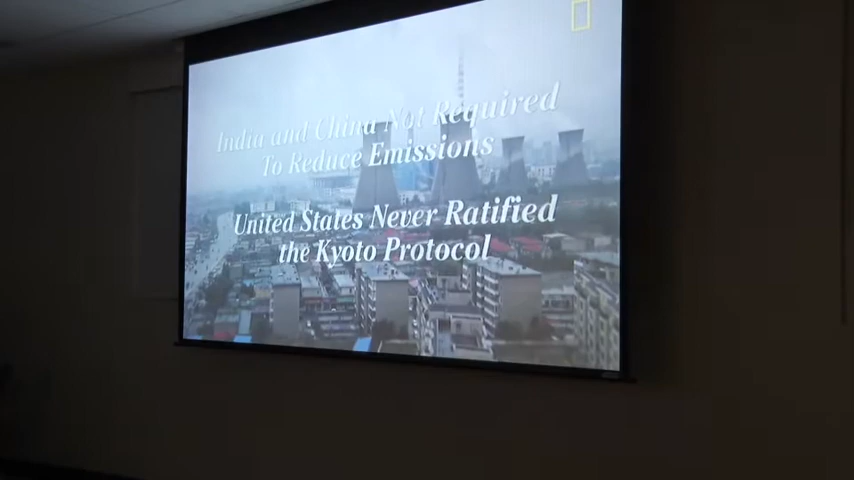 India and China Not Required
To Reduce Emissions
United States Never Ratified
the Kyoto Protocol